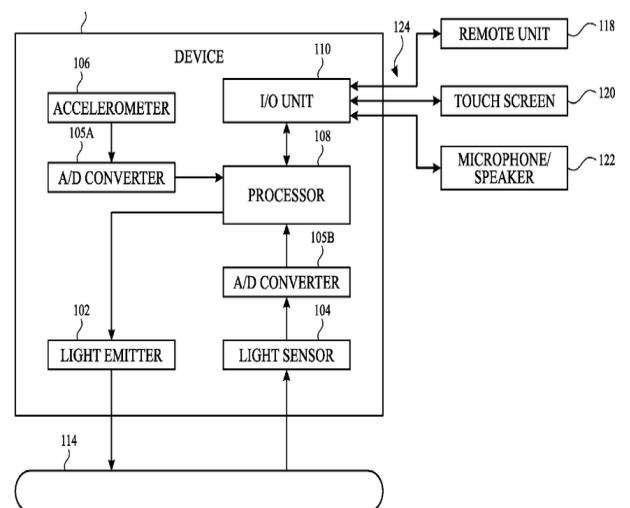 DEVICE
124
REMOTE UNIT
118
106
ACCELEROMETER
110
I/O UNIT
TOUCH SCREEN
120
105A
A/D CONVERTER
108
PROCESSOR
MICROPHONE/
SPEAKER
122
105B
A/D CONVERTER
102
LIGHT EMITTER
104
LIGHT SENSOR
114